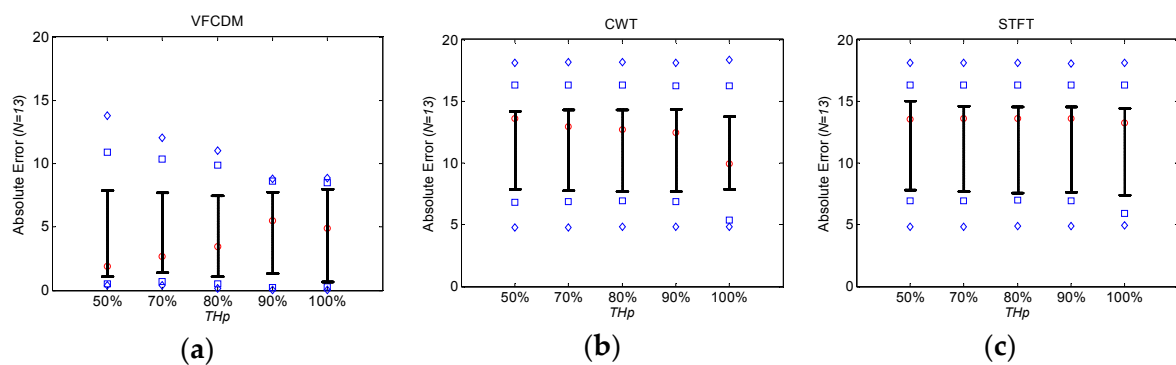 VFCDM
20
15
10
5
0
Absolute Error (N=13)
50% 70% 80% 90% 100%
THp
(a)
CWT
20
15
10
5
0
Absolute Error (N=13)
50% 70% 80% 90% 100%
THp
(b)
STFT
20
15
10
5
0
Absolute Error (N=13)
50% 70% 80% 90% 100%
THp
(c)